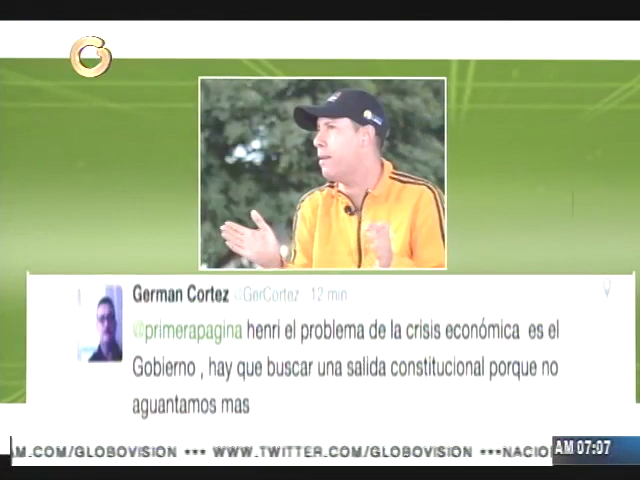 German Cortez @GerCortez 12 min
@primerapagina henri el problema de la crisis económica es el
Gobierno , hay que buscar una salida constitucional porque no
aguantamos mas
M.COM/GLOBOVISION *** WWW.TWITTER.COM/GLOBOVISION ***NACIO
AM 07:07